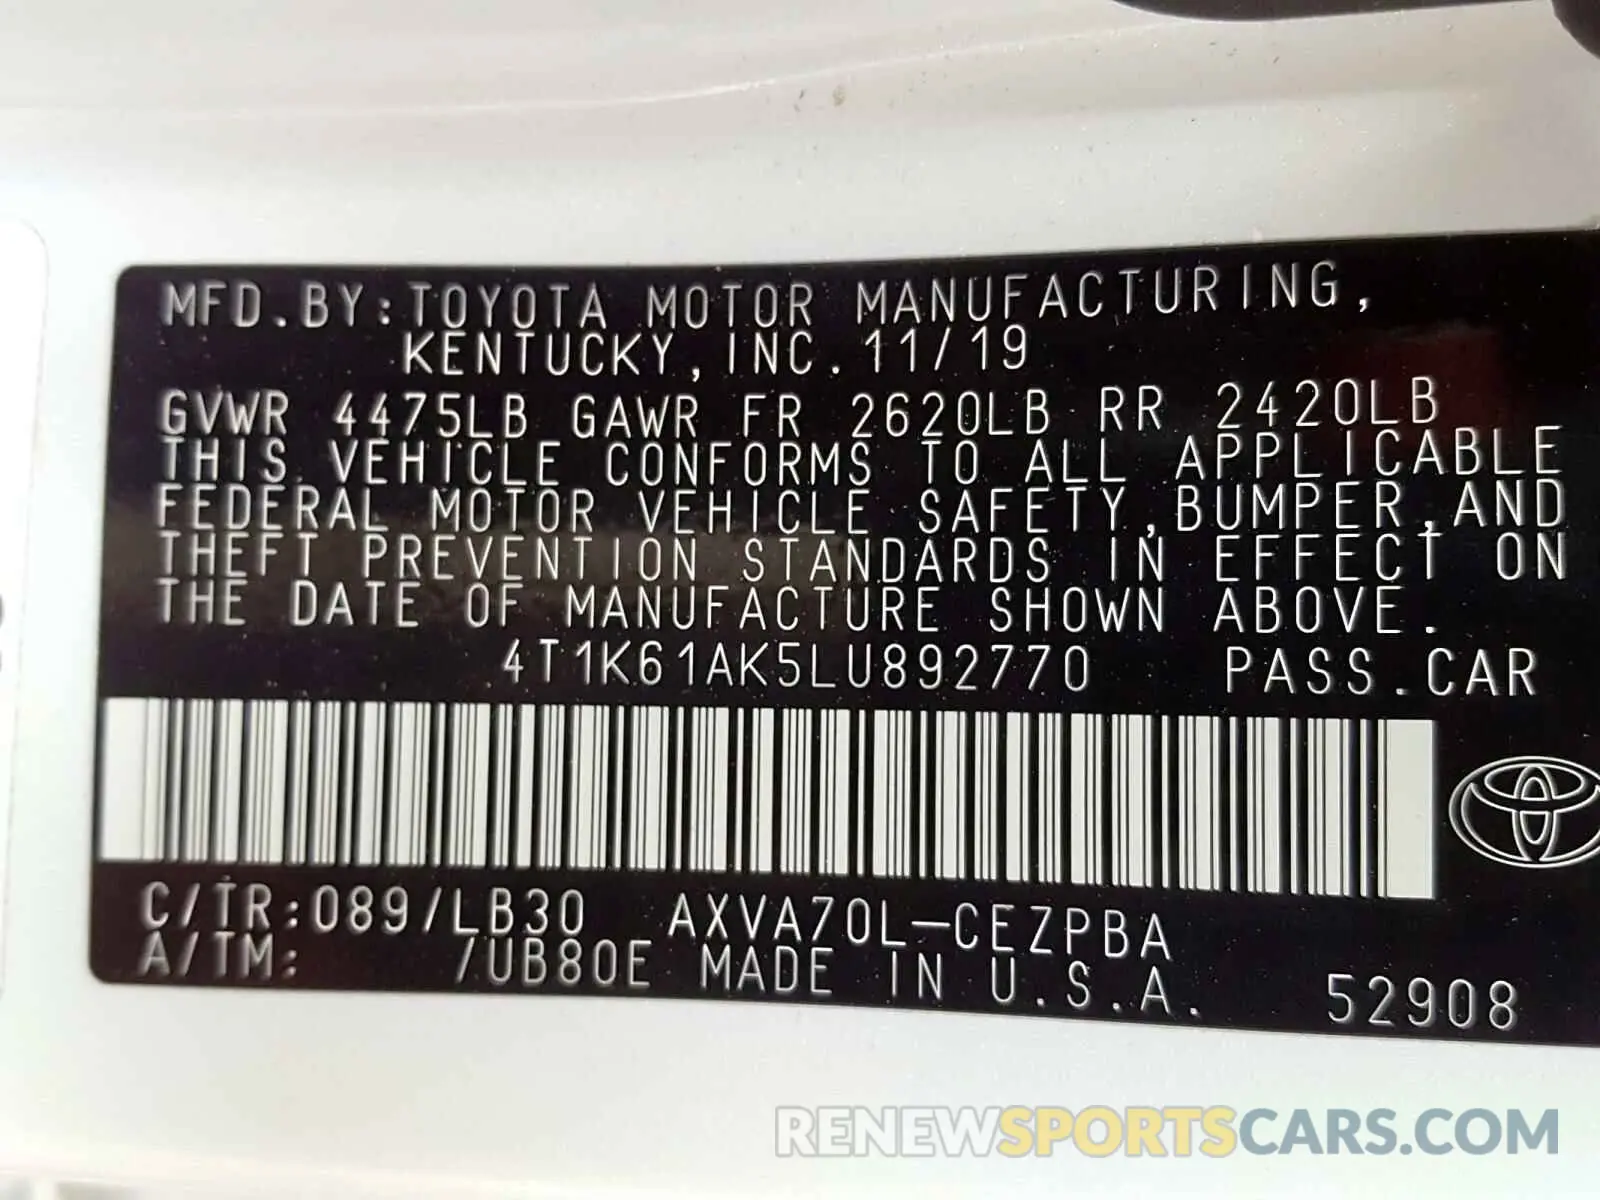 MFD.BY:TOYOTA MOTOR MANUFACTURING,
KENTUCKY,INC.11/19
GVWR 4475LB GAWR FR 2620LB RR 2420LB
THIS VEHICLE CONFORMS TO ALL APPLICABLE
FEDERAL MOTOR VEHICLE SAFETY,BUMPER,AND
THEFT PREVENTION STANDARDS IN EFFECT ON
THE DATE OF MANUFACTURE SHOWN ABOVE.
4T1K61AK5LU892770 PASS.CAR
C/TR:089/LB30 AXVA70L-CEZPBA
A/TM: /UB80E MADE IN U.S.A. 52908
RENEWSPORTSCARS.COM